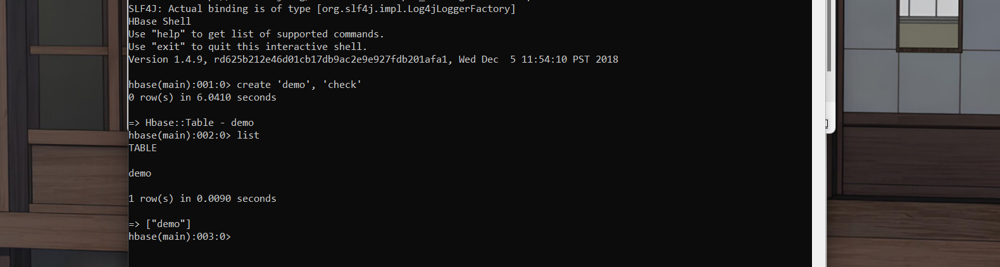 SLF4J: Actual binding is of type [org.slf4j.impl.Log4jLoggerFactory]
HBase Shell
Use "help" to get list of supported commands.
Use "exit" to quit this interactive shell.
Version 1.4.9, rd625b212e46d01cb17db9ac2e9e927fdb201afa1, Wed Dec  5 11:54:10 PST 2018
hbase(main):001:0> create 'demo', 'check'
0 row(s) in 6.0410 seconds
=> Hbase::Table - demo
hbase(main):002:0> list
TABLE
demo
1 row(s) in 0.0090 seconds
=> ["demo"]
hbase(main):003:0>